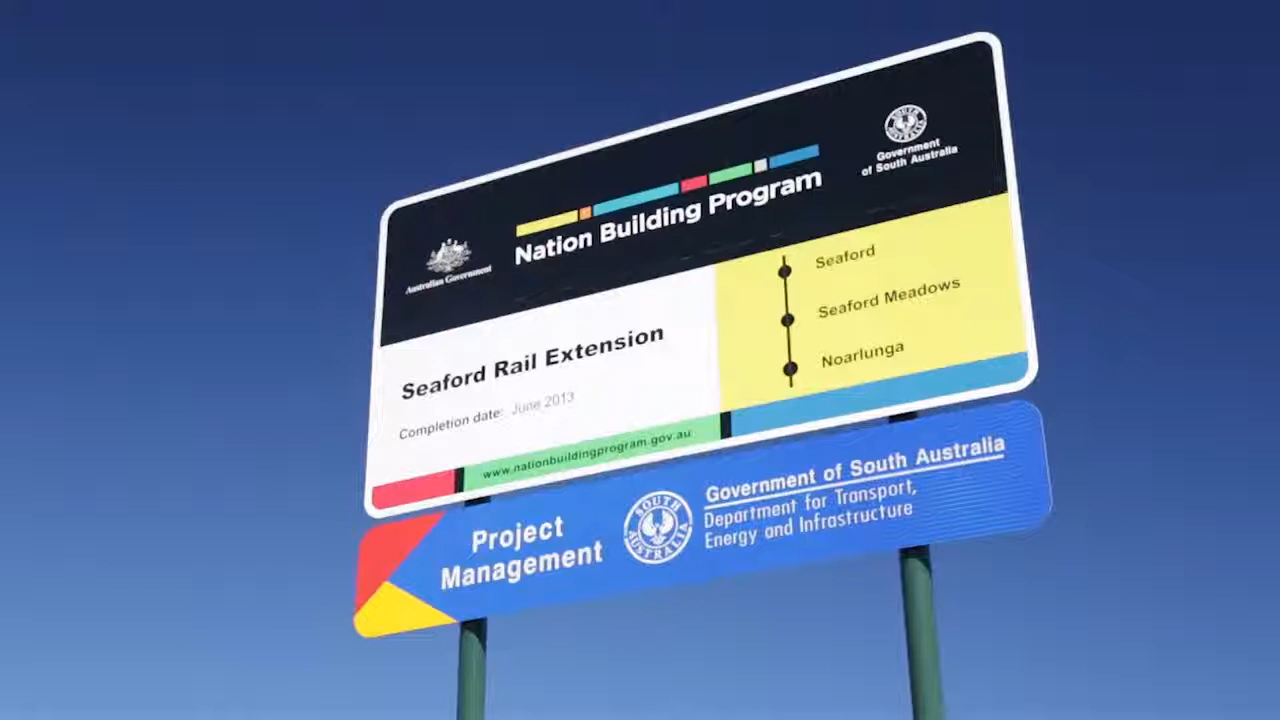 SOUTH AUSTRALIA
Government
of South Australia
Nation Building Program
Australian Government
Seaford
Seaford Meadows
Noarlunga
Seaford Rail Extension
Completion date: June 2013
www.nationbuildingprogram.gov.au
Project
Management
SOUTH AUSTRALIA
Government of South Australia
Department for Transport,
Energy and Infrastructure